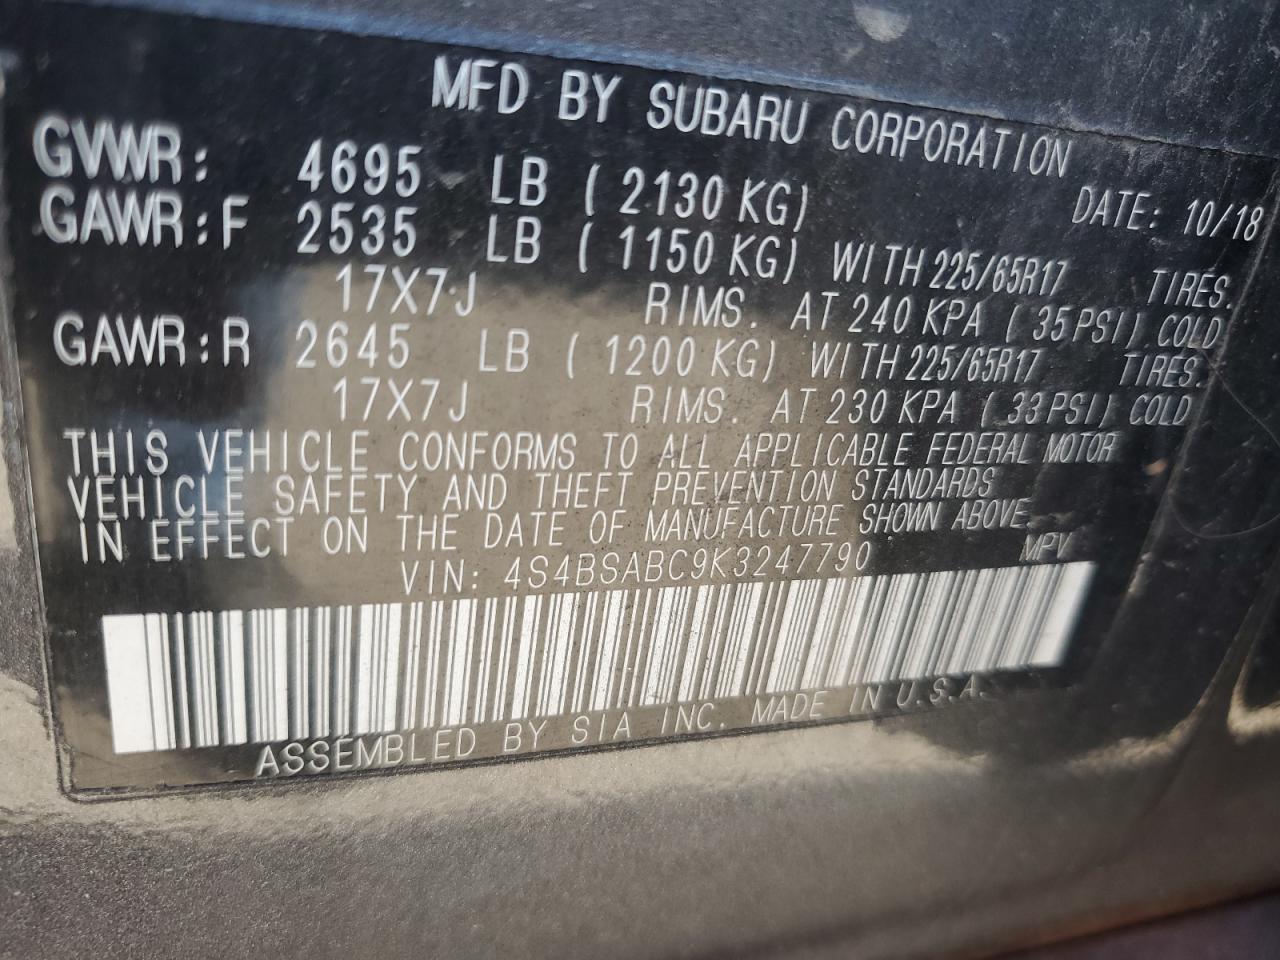 MFD BY SUBARU CORPORATION
DATE: 10/18
GVWR: 4695 LB ( 2130 KG)
GAWR:F 2535 LB ( 1150 KG) WITH 225/65R17 TIRES.
17X7J RIMS. AT 240 KPA ( 35 PSI) COLD
GAWR:R 2645 LB ( 1200 KG) WITH 225/65R17 TIRES.
17X7J RIMS. AT 230 KPA ( 33 PSI) COLD
THIS VEHICLE CONFORMS TO ALL APPLICABLE FEDERAL MOTOR
VEHICLE SAFETY AND THEFT PREVENTION STANDARDS
IN EFFECT ON THE DATE OF MANUFACTURE SHOWN ABOVE.
VIN: 4S4BSABC9K3247790 MPV
ASSEMBLED BY SIA INC. MADE IN U.S.A.